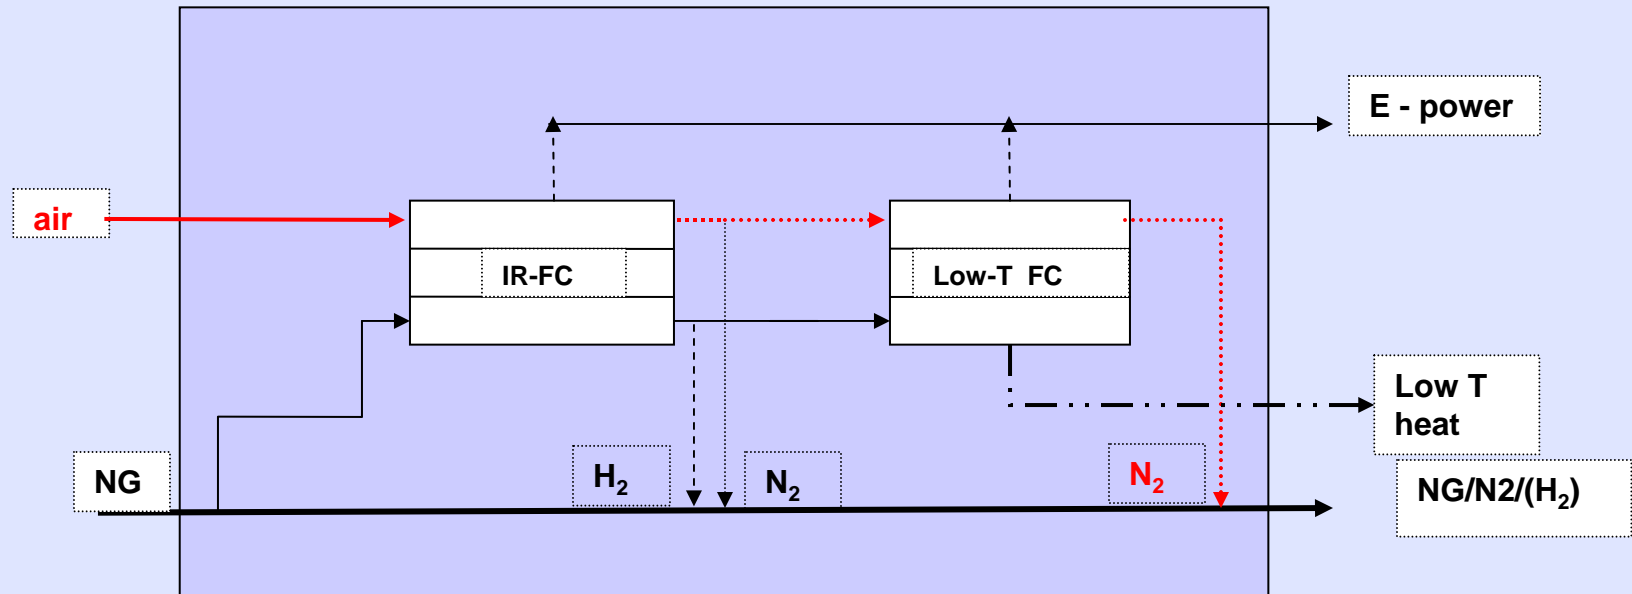 E - power
air
IR-FC
Low-T FC
Low T
heat
NG
H₂
N₂
N₂
NG/N2/(H₂)